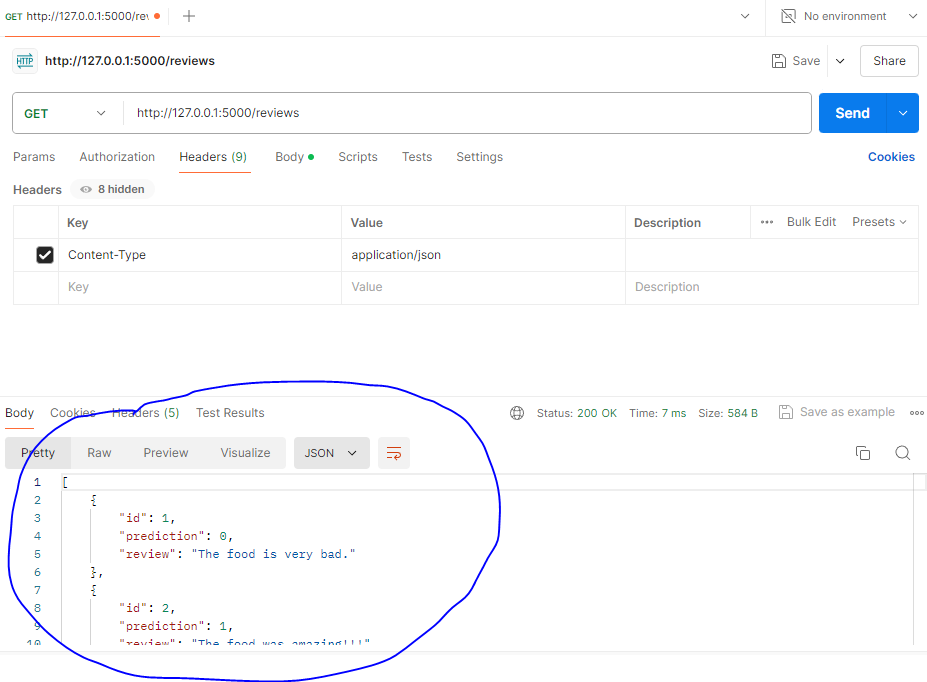 GET http://127.0.0.1:5000/rev
No environment
HTTP http://127.0.0.1:5000/reviews
Save
Share
GET http://127.0.0.1:5000/reviews
Send
Params Authorization Headers (9) Body Scripts Tests Settings Cookies
Headers 8 hidden
Key Value Description Bulk Edit Presets
Content-Type application/json
Key Value Description
Body Cookies Headers (5) Test Results Status: 200 OK Time: 7 ms Size: 584 B Save as example
Pretty Raw Preview Visualize JSON
1 [
2 {
3 "id": 1,
4 "prediction": 0,
5 "review": "The food is very bad."
6 },
7 {
8 "id": 2,
9 "prediction": 1,
10 "review": "The food was amazing!!!"